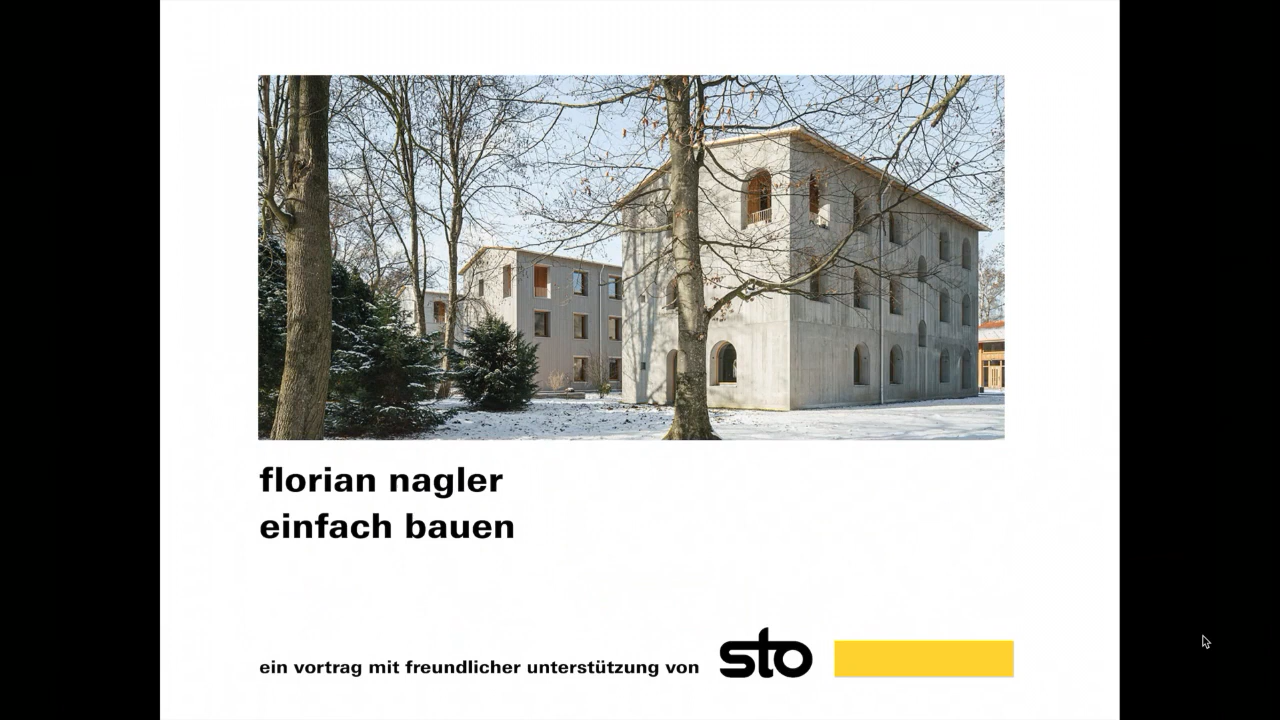 florian nagler
einfach bauen
ein vortrag mit freundlicher unterstützung von sto